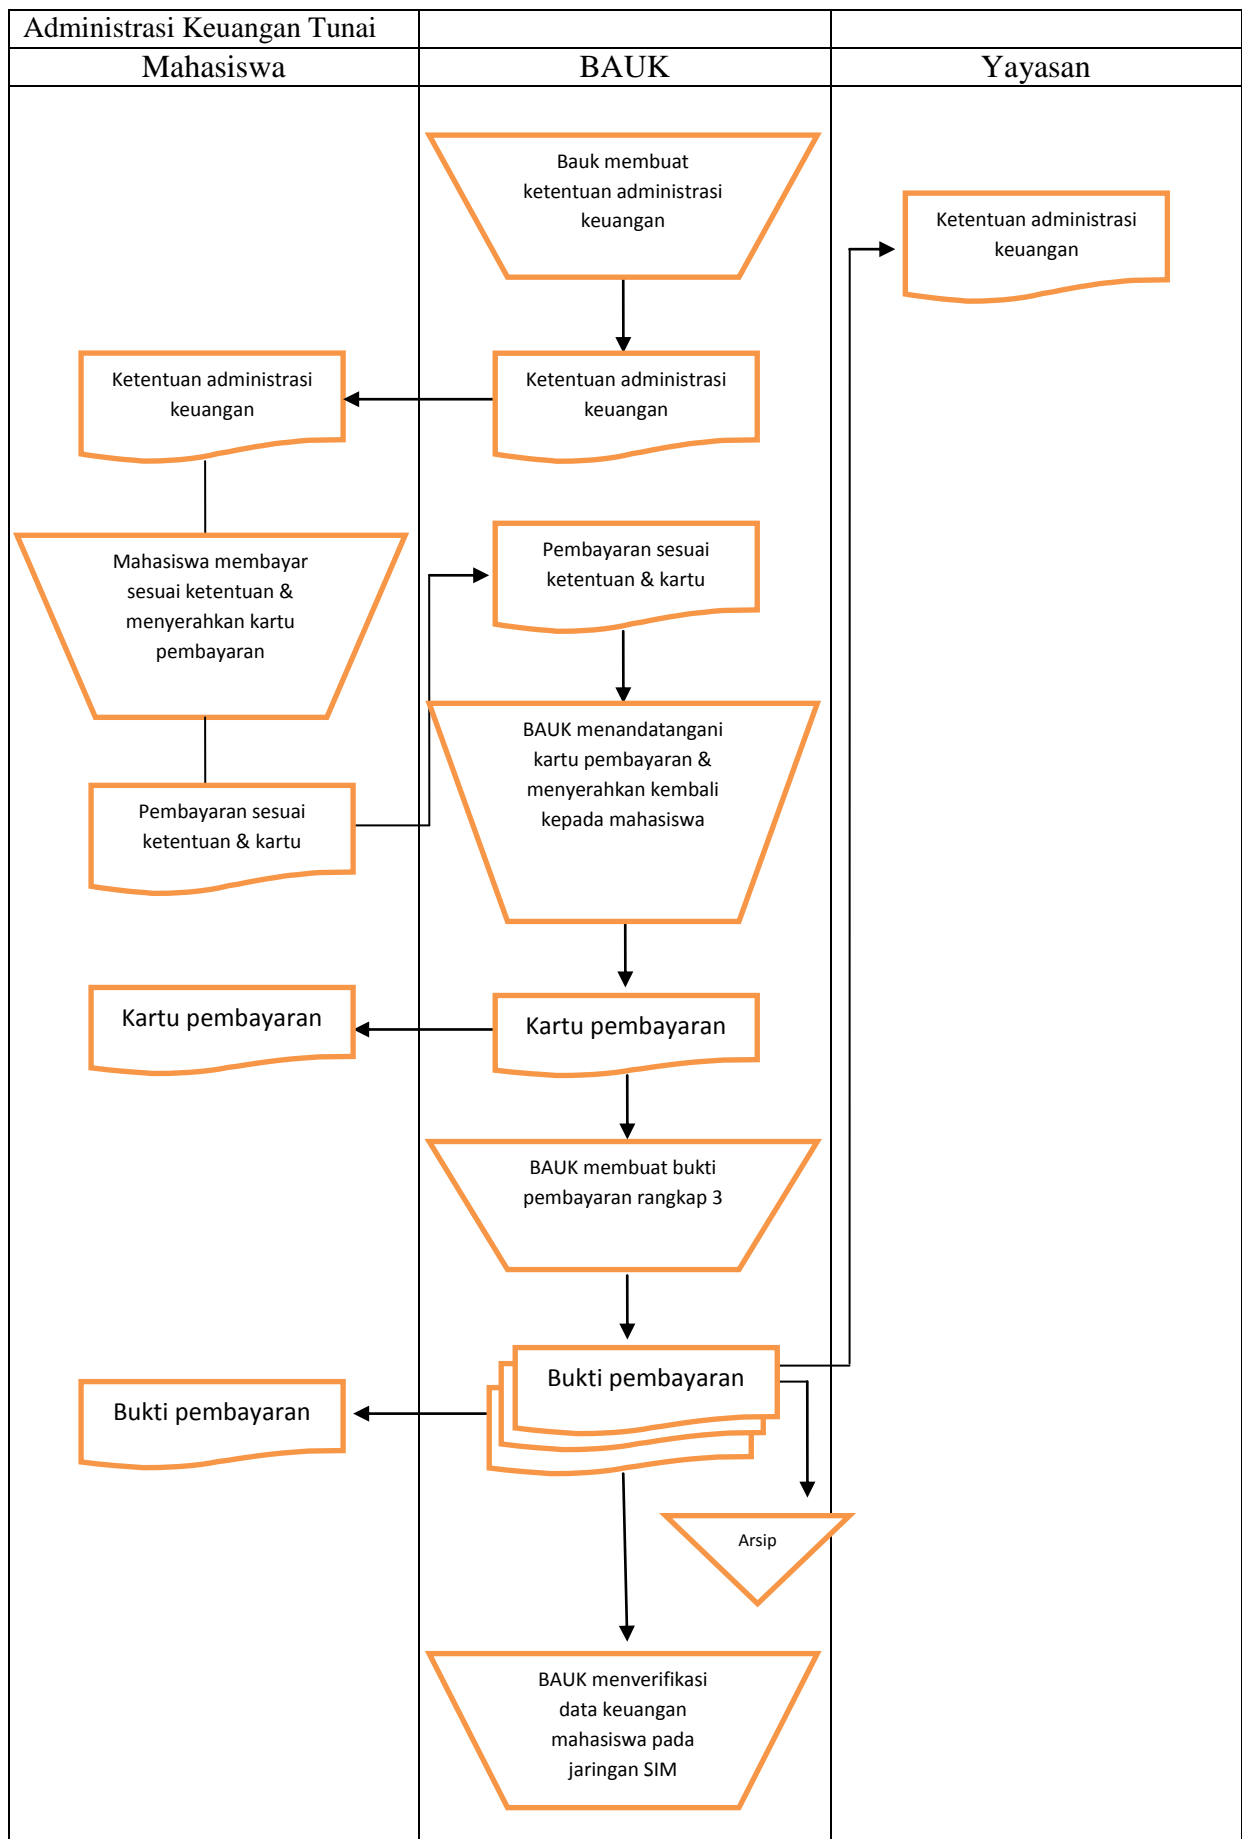 Administrasi Keuangan Tunai
Mahasiswa
BAUK
Yayasan
Bauk membuat
ketentuan administrasi
keuangan
Ketentuan administrasi
keuangan
Ketentuan administrasi
keuangan
Ketentuan administrasi
keuangan
Mahasiswa membayar
sesuai ketentuan &
menyerahkan kartu
pembayaran
Pembayaran sesuai
ketentuan & kartu
Pembayaran sesuai
ketentuan & kartu
BAUK menandatangani
kartu pembayaran &
menyerahkan kembali
kepada mahasiswa
Kartu pembayaran
Kartu pembayaran
BAUK membuat bukti
pembayaran rangkap 3
Bukti pembayaran
Bukti pembayaran
Arsip
BAUK menverifikasi
data keuangan
mahasiswa pada
jaringan SIM